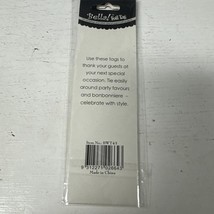 Bella!
use these tags to
thank your guests at
your next special
occasion. Tie easily
around party favours
and bonbonniere -
celebrate with style.
Made in China